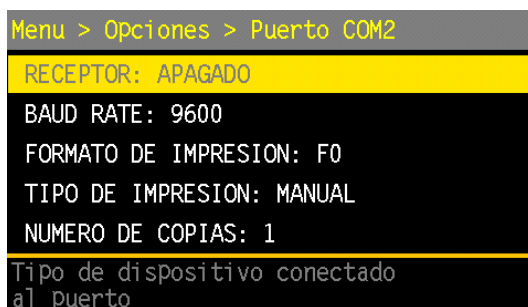 Menu > Opciones > Puerto COM2
RECEPTOR: APAGADO
BAUD RATE: 9600
FORMATO DE IMPRESION: F0
TIPO DE IMPRESION: MANUAL
NUMERO DE COPIAS: 1
Tipo de dispositivo conectado
al puerto